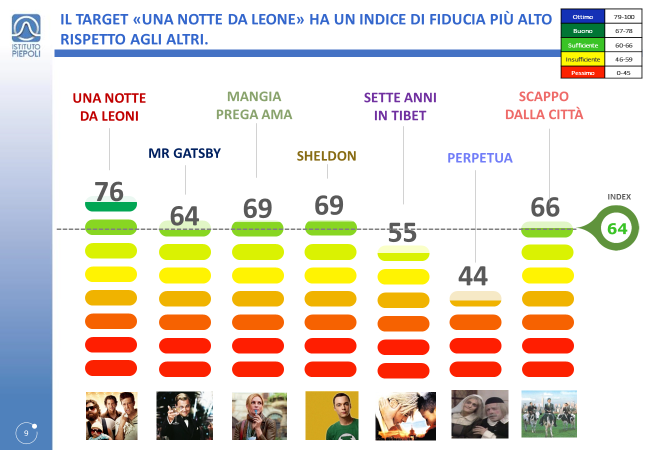 IL TARGET «UNA NOTTE DA LEONE» HA UN INDICE DI FIDUCIA PIÙ ALTO
RISPETTO AGLI ALTRI.
ISTITUTO
PIEPOLI
Ottimo 79-100
Buono 67-78
Sufficiente 60-66
Insufficiente 46-59
Pessimo 0-45
UNA NOTTE
DA LEONI
MR GATSBY
MANGIA
PREGA AMA
SHELDON
SETTE ANNI
IN TIBET
PERPETUA
SCAPPO
DALLA CITTÀ
76
64
69
69
55
44
66
INDEX
64
9